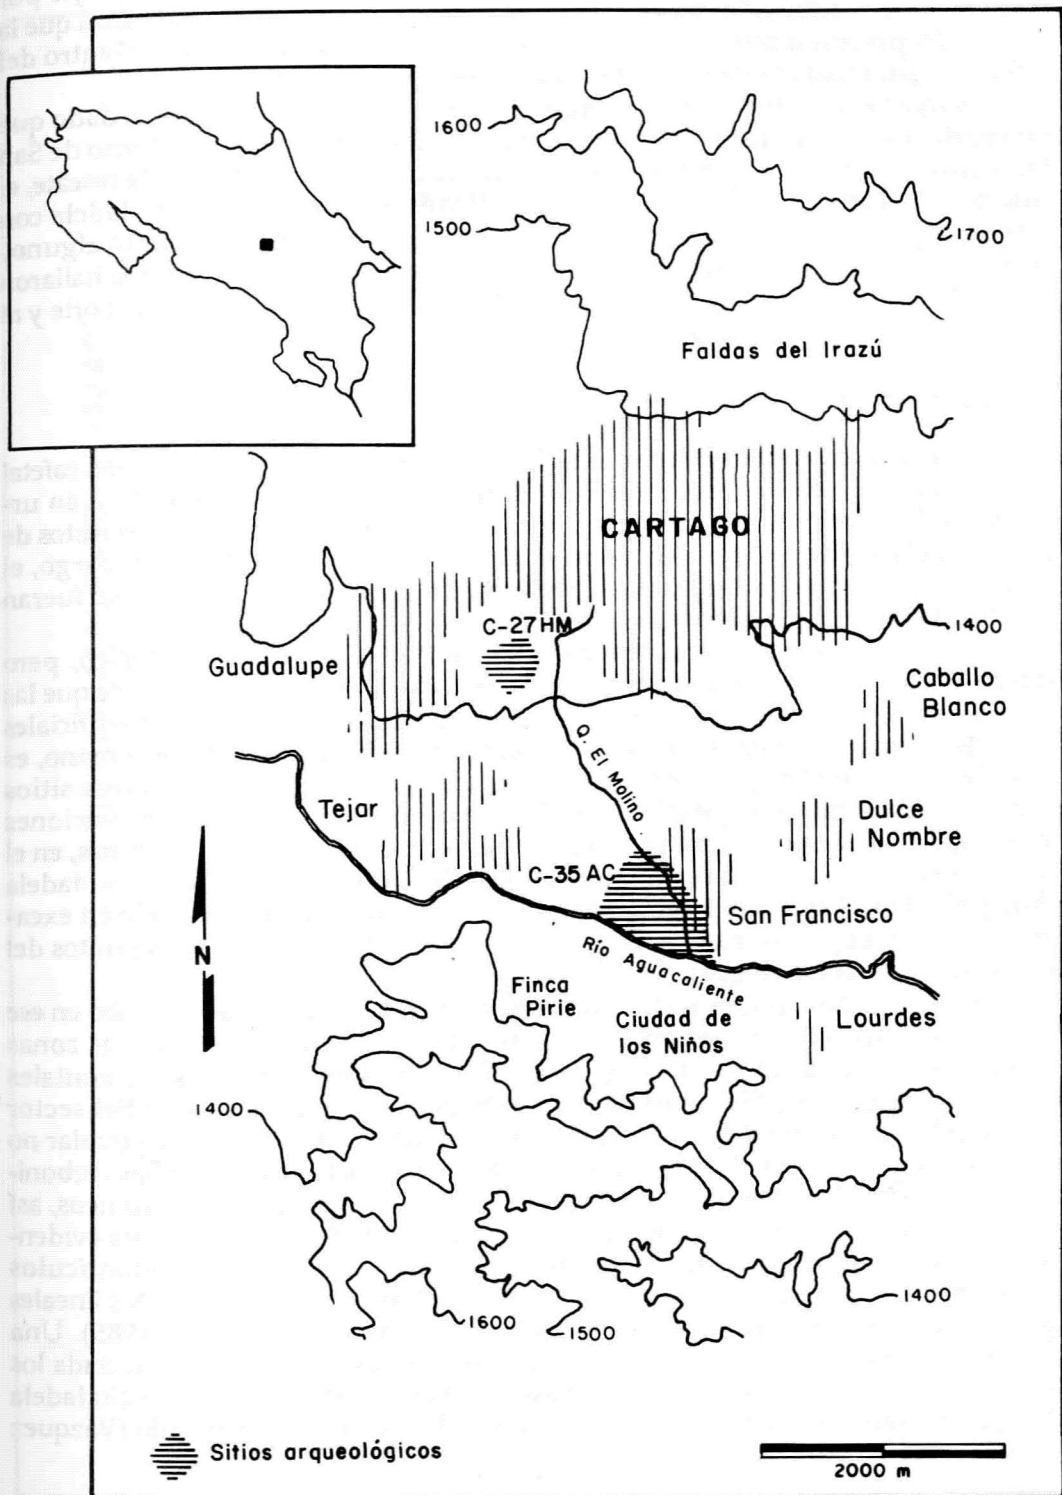 1600
1500
1700
Faldas del Irazú
CARTAGO
C-27HM
1400
Guadalupe
Caballo
Blanco
Q. El Molino
Tejar
Dulce
Nombre
C-35 AC
San Francisco
N
Río Aguacaliente
Finca
Pirie
Ciudad de
los Niños
Lourdes
1400
1400
1600
1500
Sitios arqueológicos
2000 m